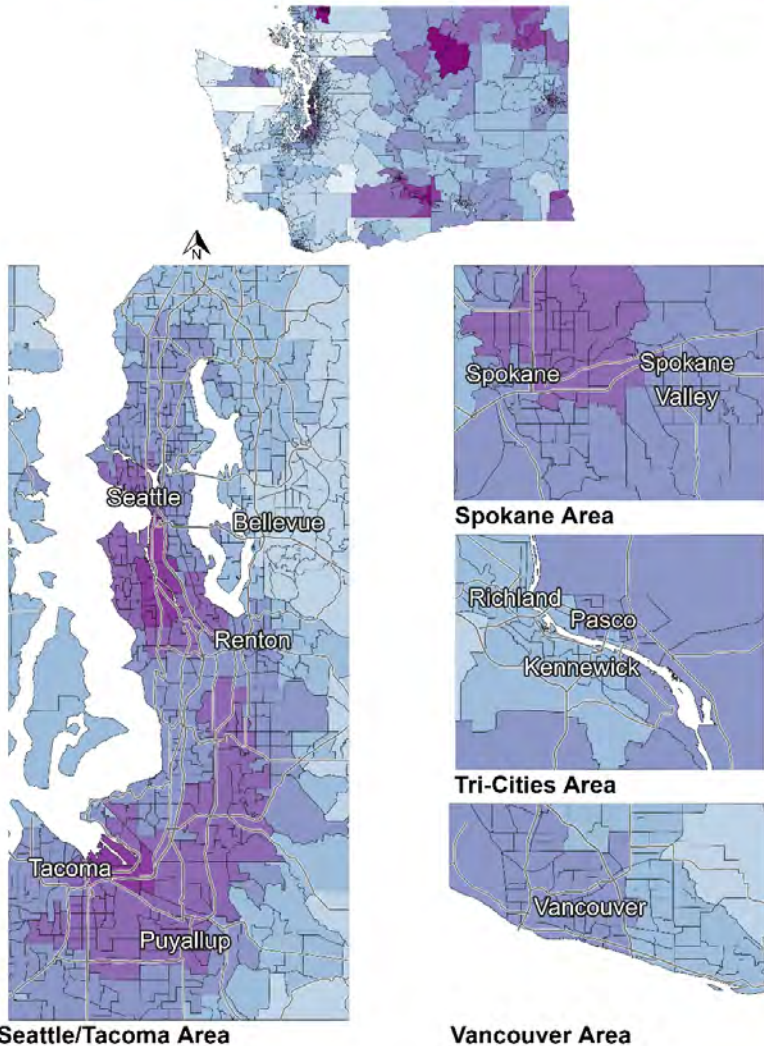 N
Seattle
Bellevue
Renton
Tacoma
Puyallup
Seattle/Tacoma Area
Spokane
Spokane
Valley
Spokane Area
Richland
Pasco
Kennewick
Tri-Cities Area
Vancouver
Vancouver Area